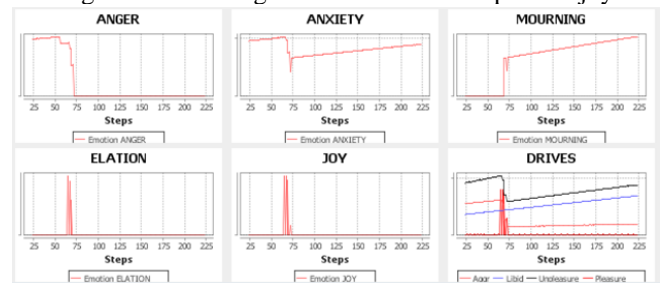 ANGER ANXIETY MOURNING
25 50 75 100 125 150 175 200 225 25 50 75 100 125 150 175 200 225 25 50 75 100 125 150 175 200 225
Steps Steps Steps
Emotion ANGER Emotion ANXIETY Emotion MOURNING
ELATION JOY DRIVES
25 50 75 100 125 150 175 200 225 25 50 75 100 125 150 175 200 225 25 50 75 100 125 150 175 200 225
Steps Steps Steps
Emotion ELATION Emotion JOY Aggr Libid Unpleasure Pleasure